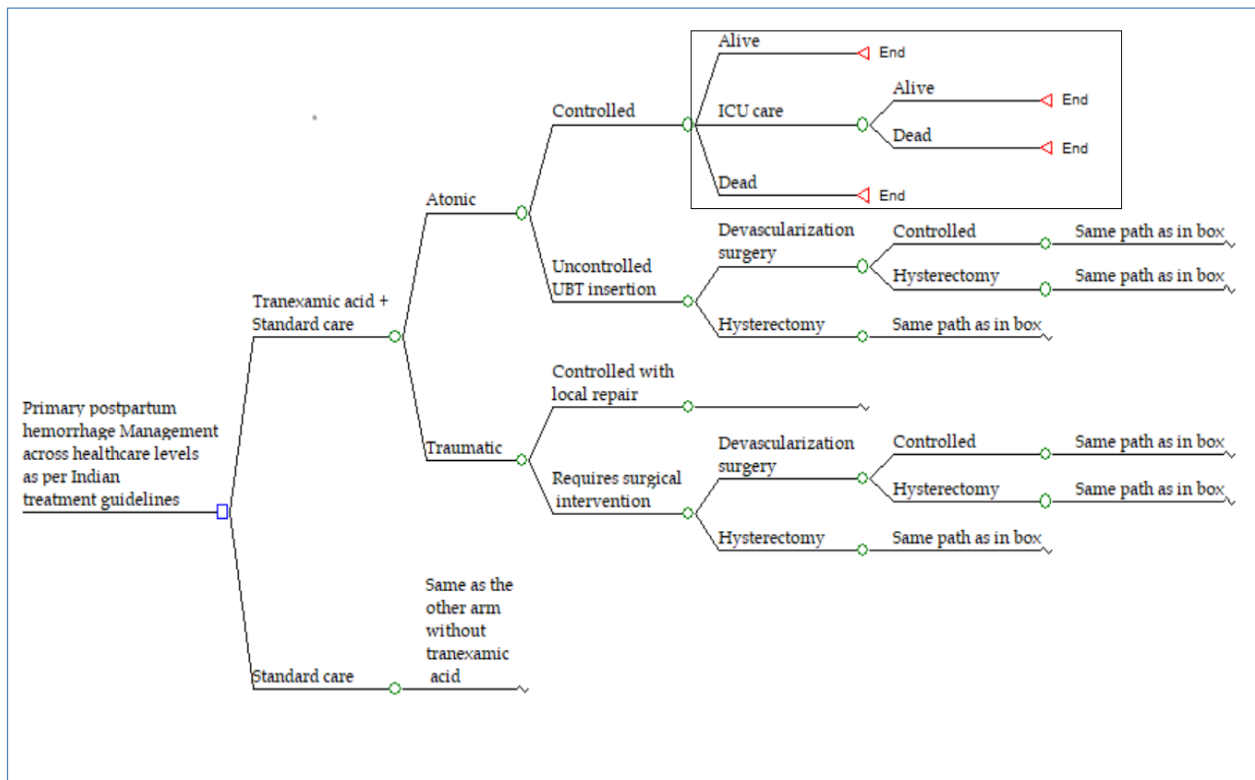 Alive
End
Controlled
ICU care
Alive
End
Dead
End
Dead
End
Atonic
Uncontrolled
UBT insertion
Devascularization
surgery
Controlled
Same path as in box
Hysterectomy
Same path as in box
Hysterectomy
Same path as in box
Tranexamic acid +
Standard care
Primary postpartum
hemorrhage Management
across healthcare levels
as per Indian
treatment guidelines
Traumatic
Controlled with
local repair
Requires surgical
intervention
Devascularization
surgery
Controlled
Same path as in box
Hysterectomy
Same path as in box
Hysterectomy
Same path as in box
Standard care
Same as the
other arm
without
tranexamic
acid